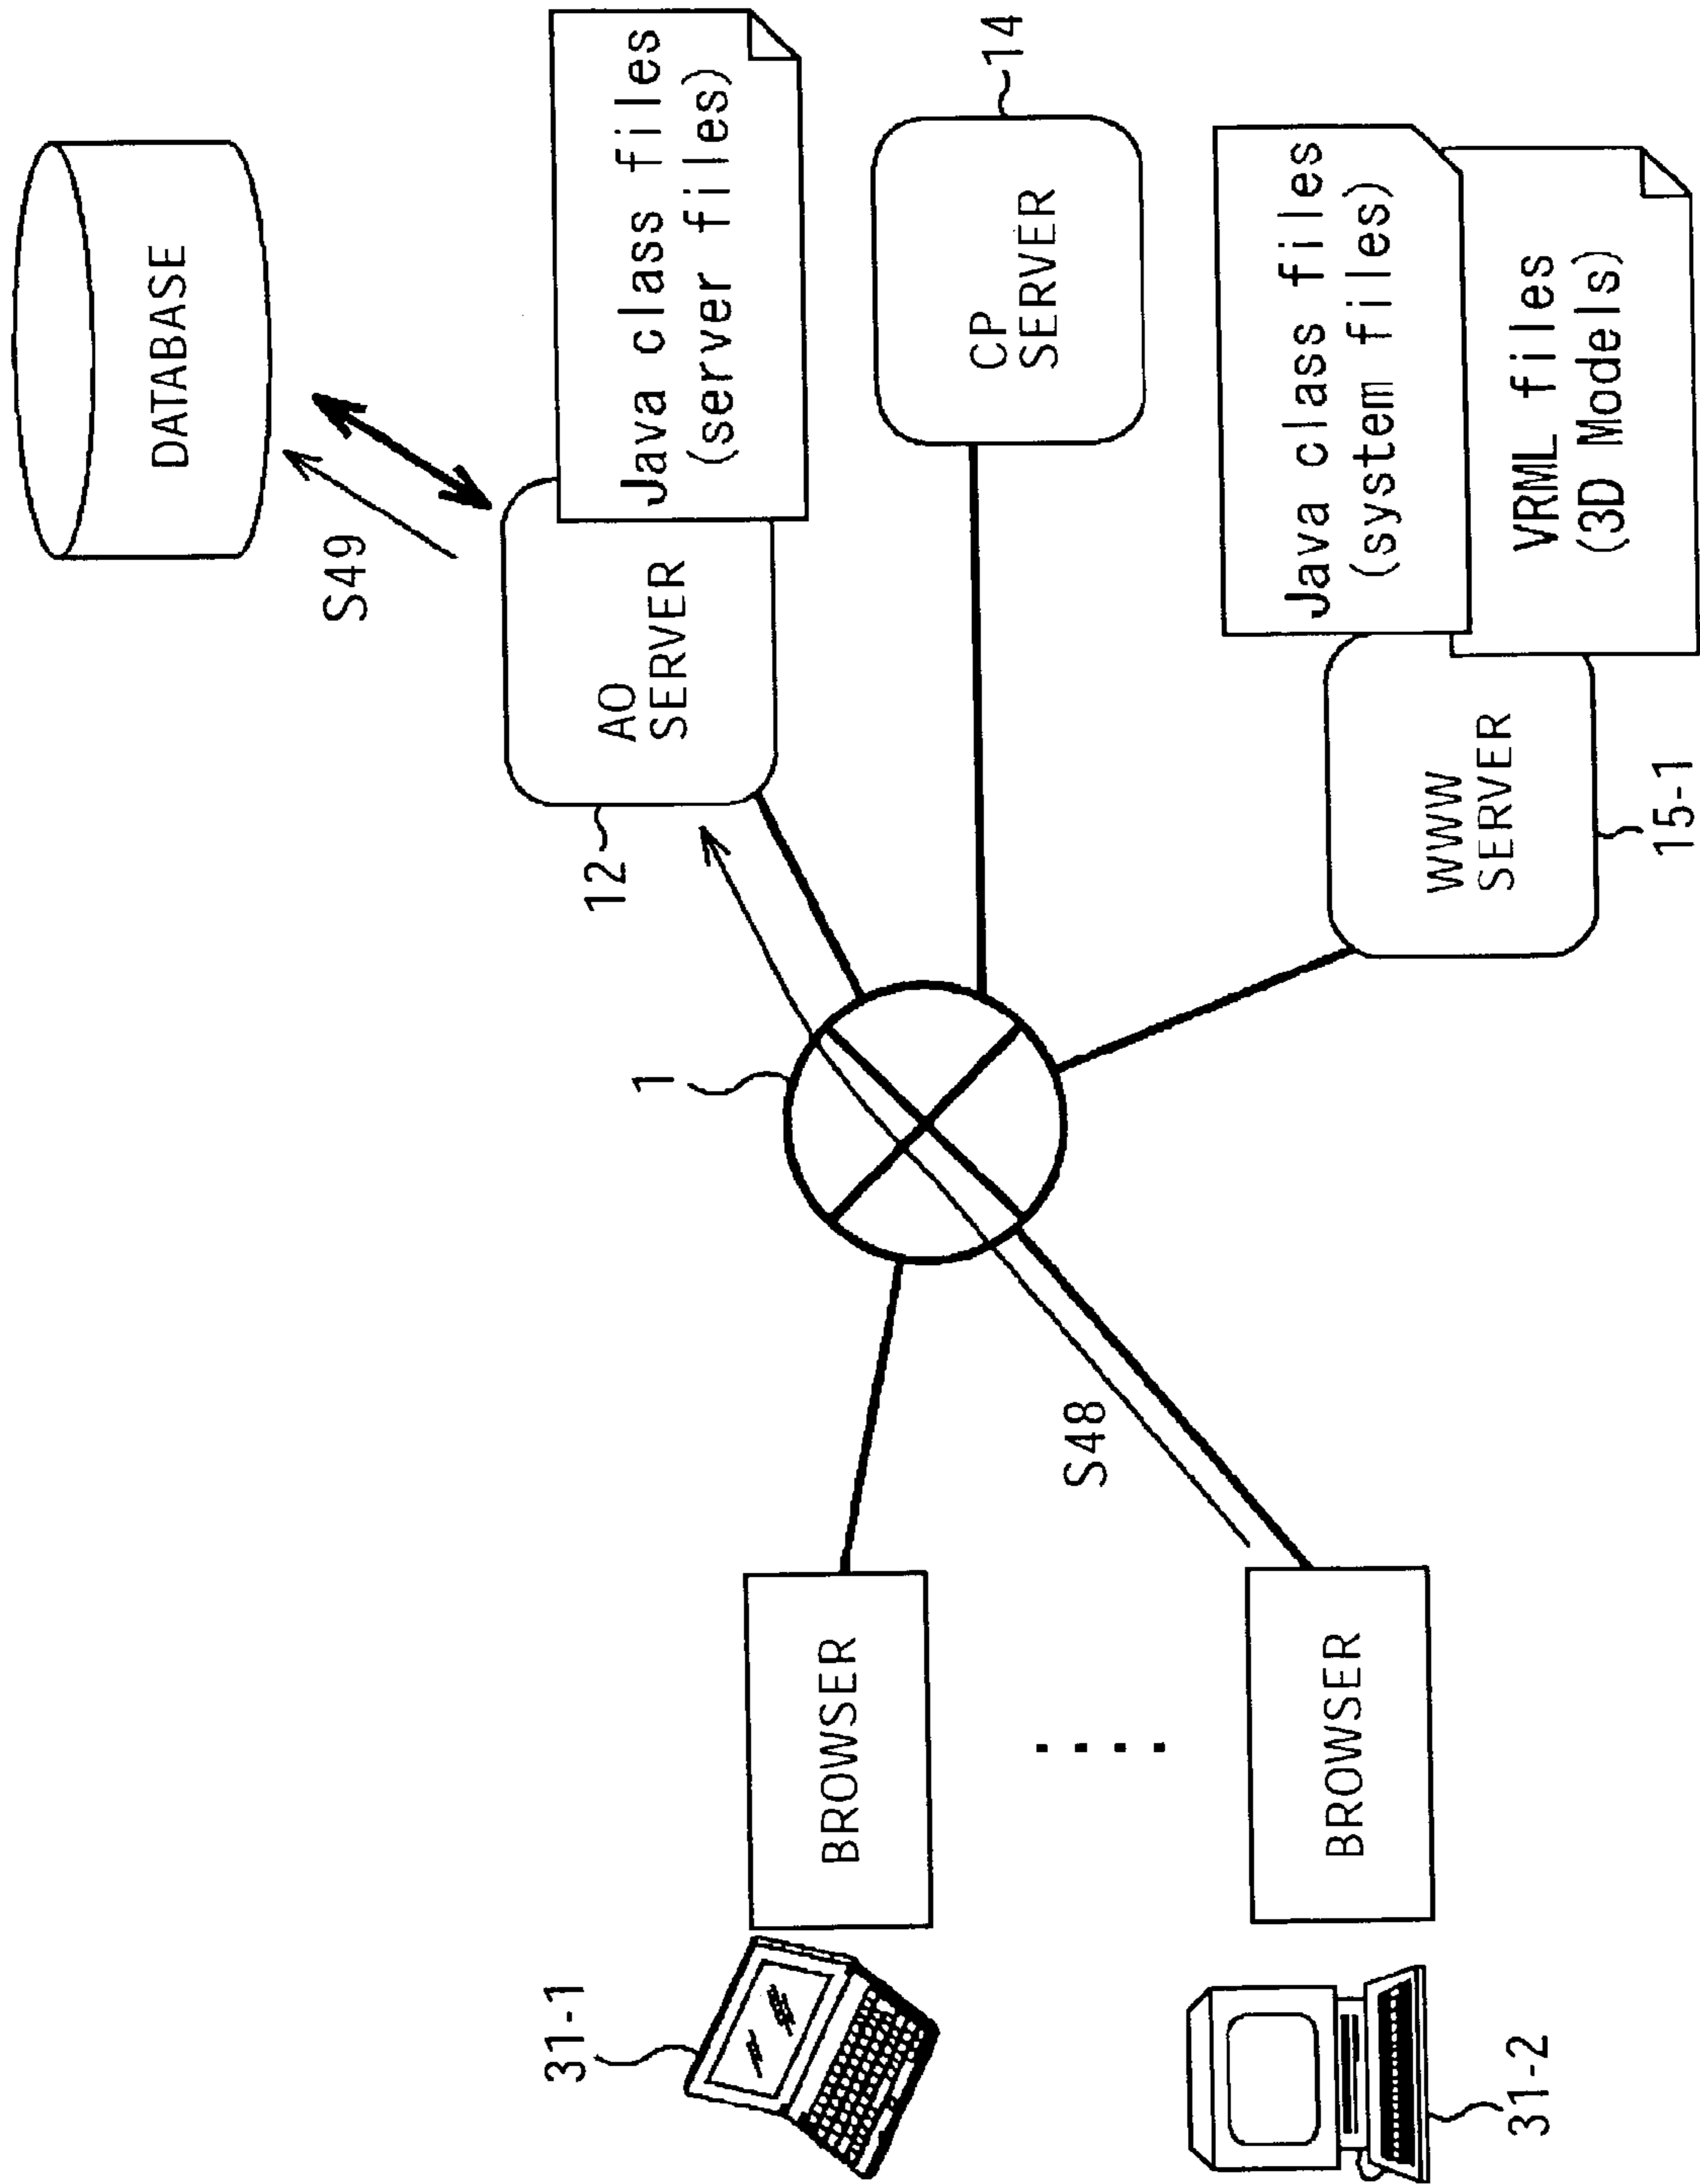 DATABASE
S49
Java class files
(server files)
AO
SERVER
12
14
CP
SERVER
1
Java class files
(system files)
VRML files
(3D Models)
WWW
SERVER
15-1
S48
31-1
BROWSER
....
BROWSER
31-2